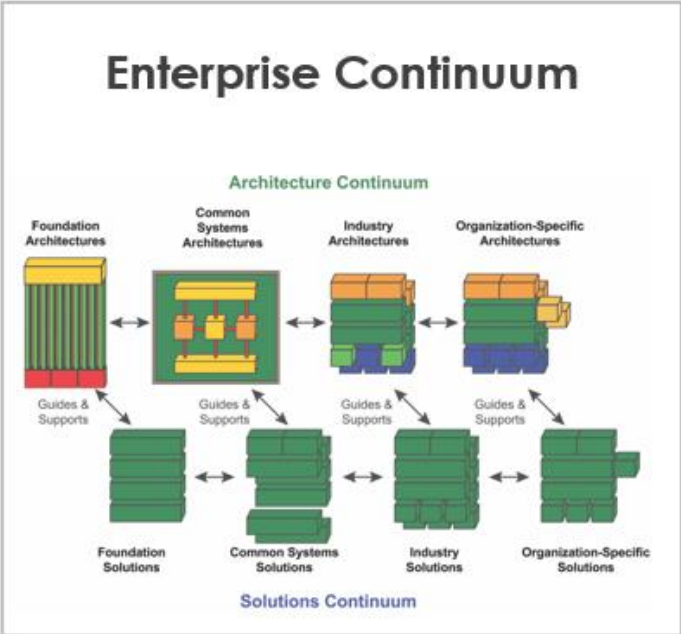 Enterprise Continuum
Architecture Continuum
Foundation
Architectures
Common
Systems
Architectures
Industry
Architectures
Organization-Specific
Architectures
Guides &
Supports
Guides &
Supports
Guides &
Supports
Guides &
Supports
Foundation
Solutions
Common Systems
Solutions
Industry
Solutions
Organization-Specific
Solutions
Solutions Continuum